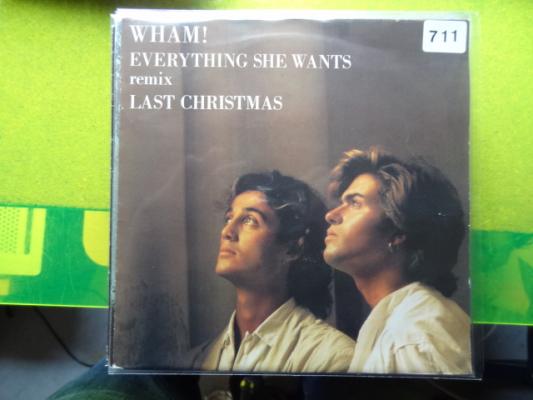 WHAM!
EVERYTHING SHE WANTS
remix
LAST CHRISTMAS
711